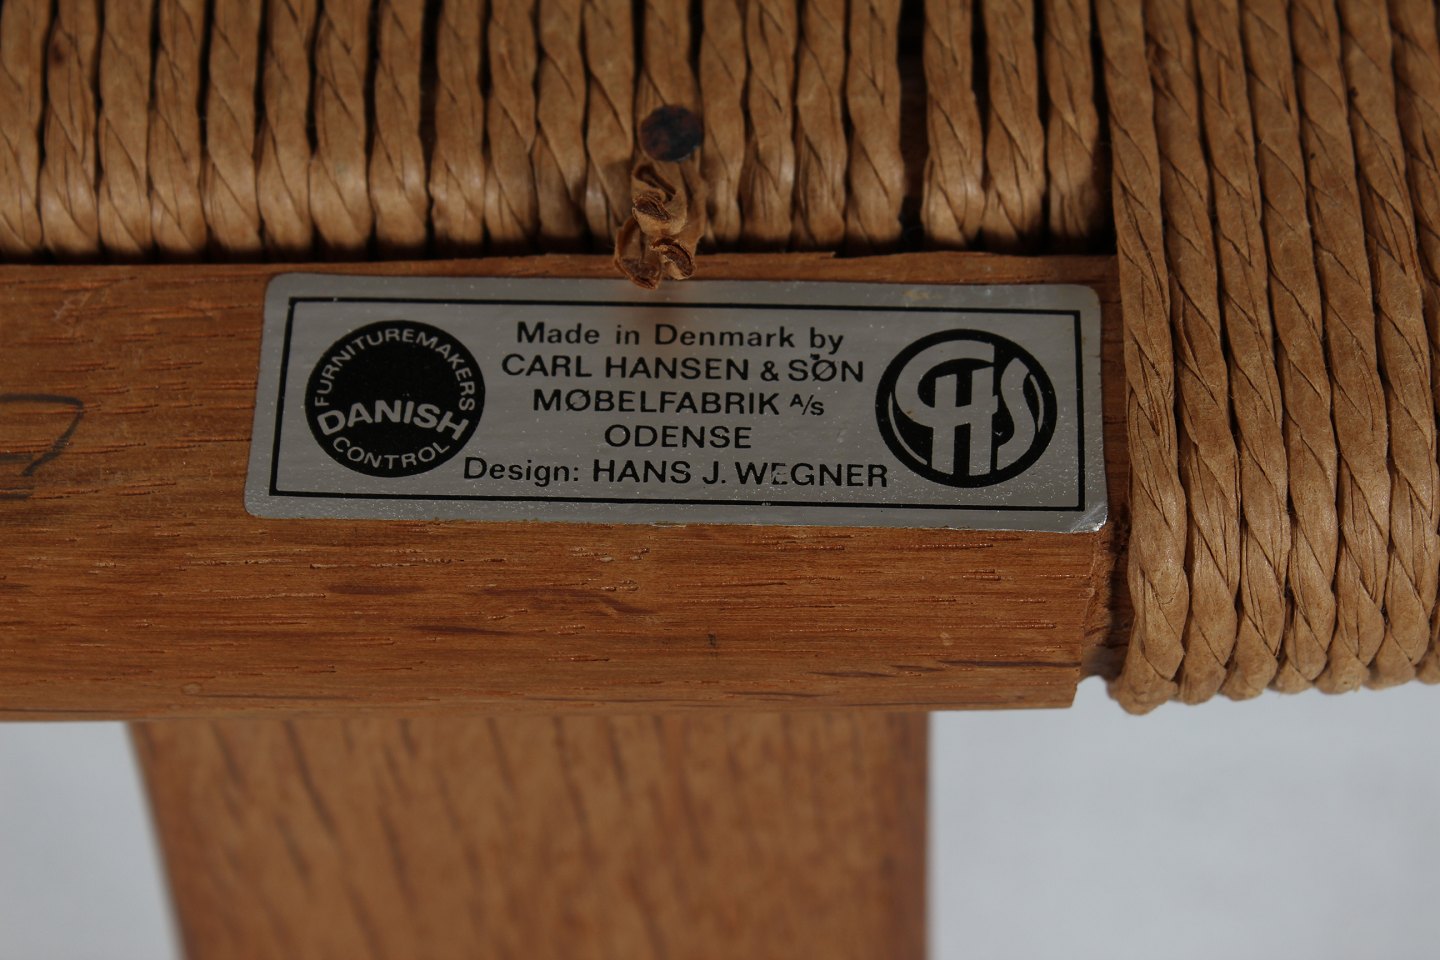 FURNITUREMAKERS
DANISH
CONTROL
Made in Denmark by
CARL HANSEN & SØN
MØBELFABRIK A/S
ODENSE
Design: HANS J. WEGNER
CHS